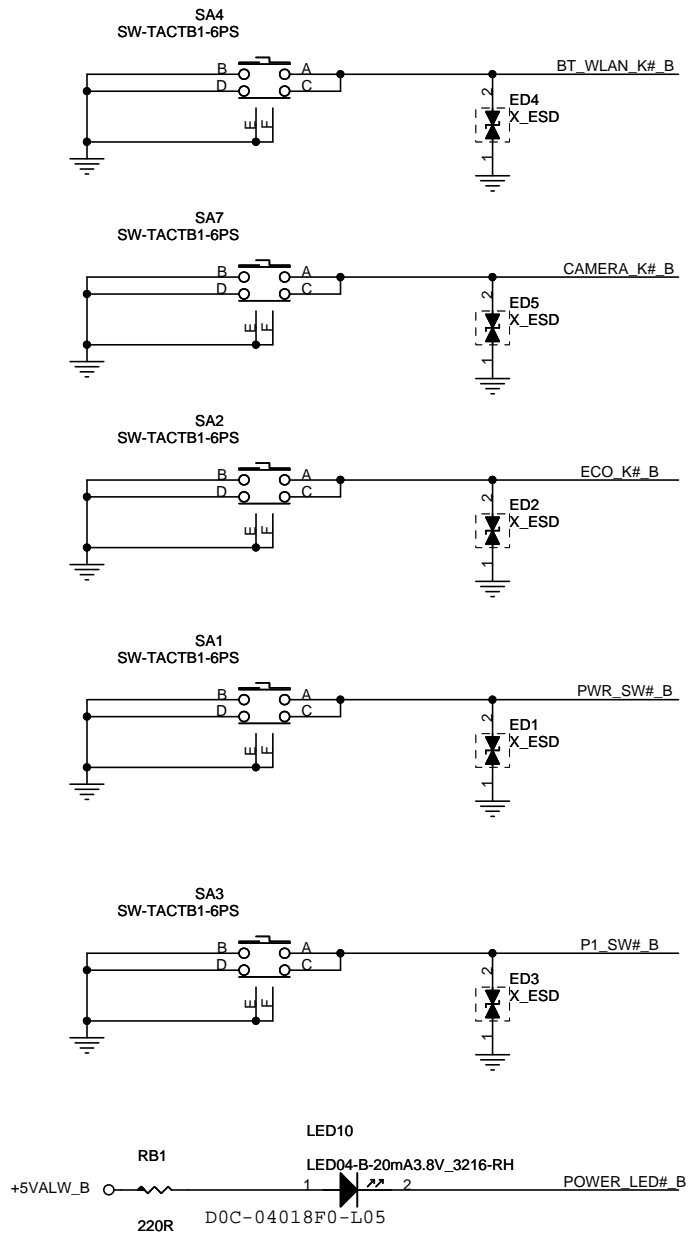 SA4
SW-TACTB1-6PS
B A BT_WLAN_K#_B
D C
2
ED4
X_ESD
E F
1
SA7
SW-TACTB1-6PS
B A CAMERA_K#_B
D C
2
ED5
X_ESD
E F
1
SA2
SW-TACTB1-6PS
B A ECO_K#_B
D C
2
ED2
X_ESD
E F
1
SA1
SW-TACTB1-6PS
B A PWR_SW#_B
D C
2
ED1
X_ESD
E F
1
SA3
SW-TACTB1-6PS
B A P1_SW#_B
D C
2
ED3
X_ESD
E F
1
LED10
RB1
LED04-B-20mA3.8V_3216-RH
+5VALW_B 1 2 POWER_LED#_B
220R D0C-04018F0-L05